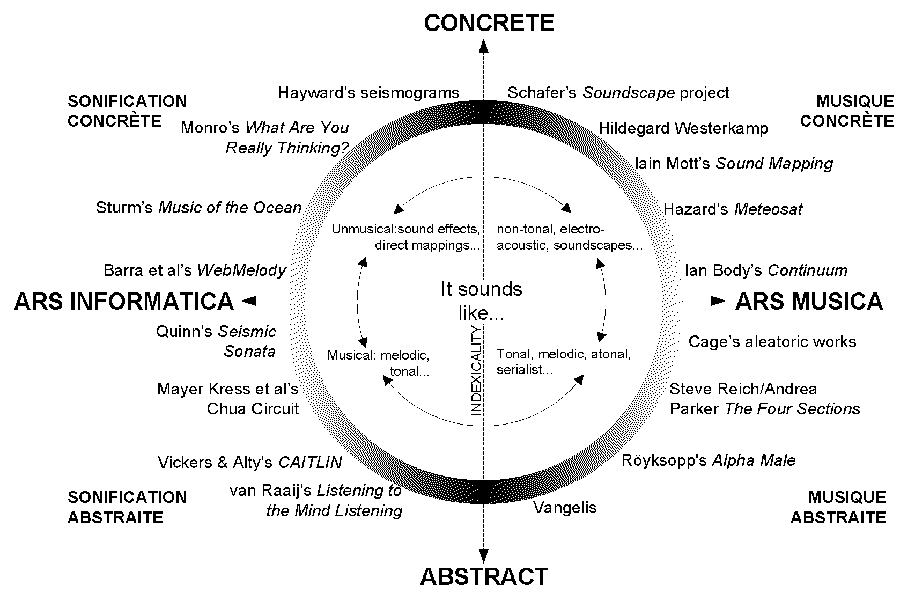 CONCRETE
Hayward's seismograms
Schafer's Soundscape project
SONIFICATION
CONCRÈTE
MUSIQUE
CONCRÈTE
Monro's What Are You
Really Thinking?
Hildegard Westerkamp
Iain Mott's Sound Mapping
Sturm's Music of the Ocean
Hazard's Meteosat
Unmusical:sound effects,
direct mappings...
non-tonal, electro-
acoustic, soundscapes...
Barra et al's WebMelody
Ian Body's Continuum
ARS INFORMATICA
It sounds
like...
ARS MUSICA
Quinn's Seismic
Sonata
Cage's aleatoric works
Musical: melodic,
tonal...
INDEXICALITY
Tonal, melodic, atonal,
serialist...
Mayer Kress et al's
Chua Circuit
Steve Reich/Andrea
Parker The Four Sections
Vickers & Alty's CAITLIN
Röyksopp's Alpha Male
SONIFICATION
ABSTRAITE
van Raaij's Listening to
the Mind Listening
Vangelis
MUSIQUE
ABSTRAITE
ABSTRACT